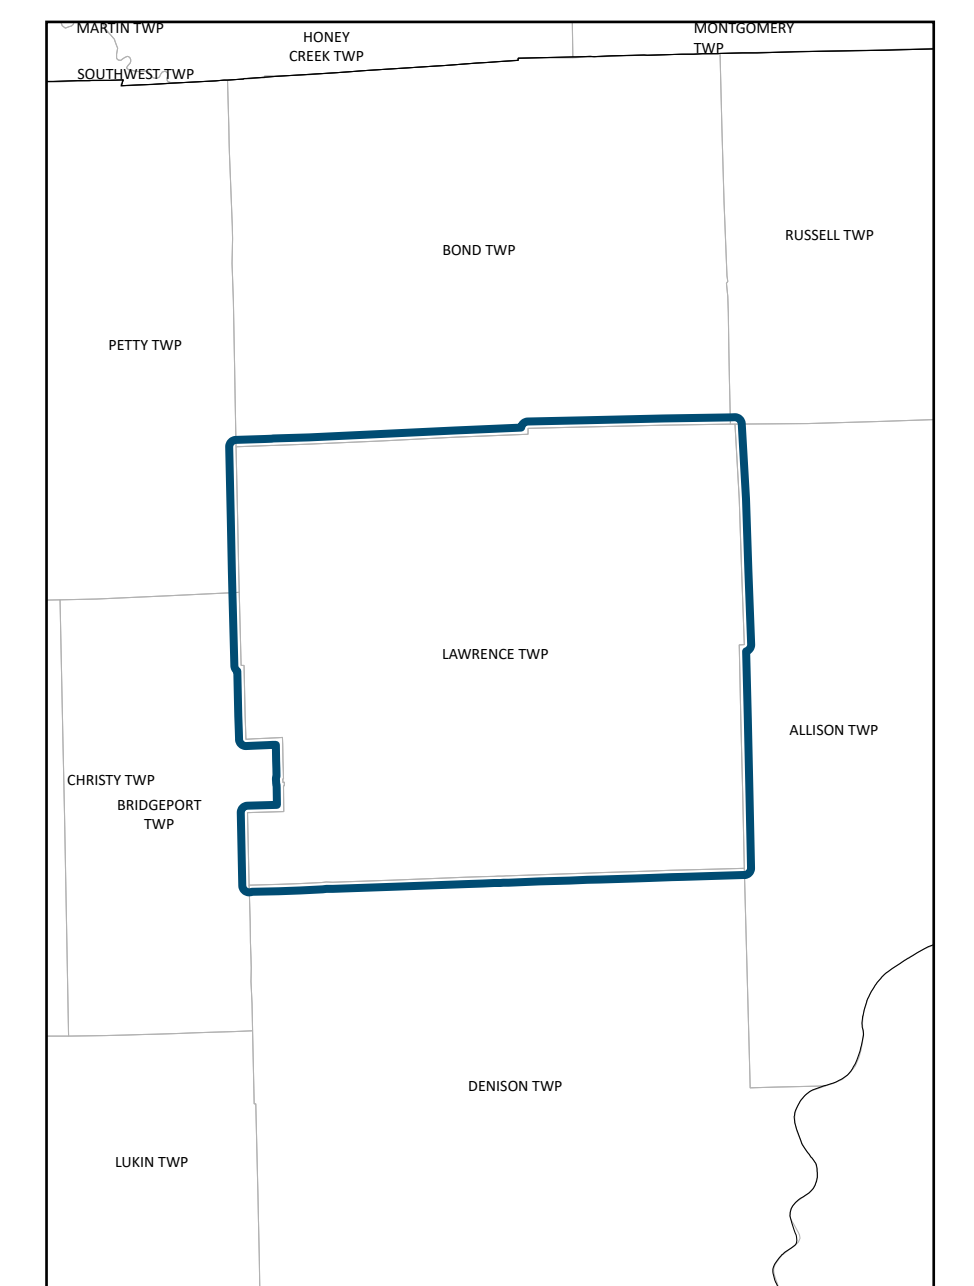 MARTIN TWP
HONEY
CREEK TWP
MONTGOMERY
TWP
SOUTHWEST TWP
RUSSELL TWP
BOND TWP
PETTY TWP
LAWRENCE TWP
ALLISON TWP
CHRISTY TWP
BRIDGEPORT
TWP
DENISON TWP
LUKIN TWP